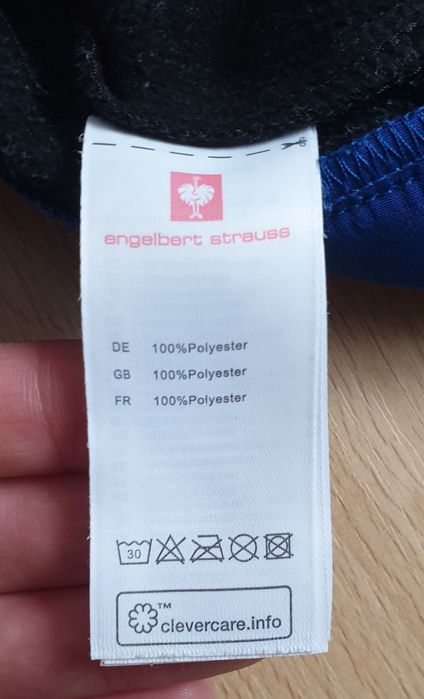 engelbert strauss
DE 100%Polyester
GB 100%Polyester
FR 100%Polyester
30
™ clevercare.info